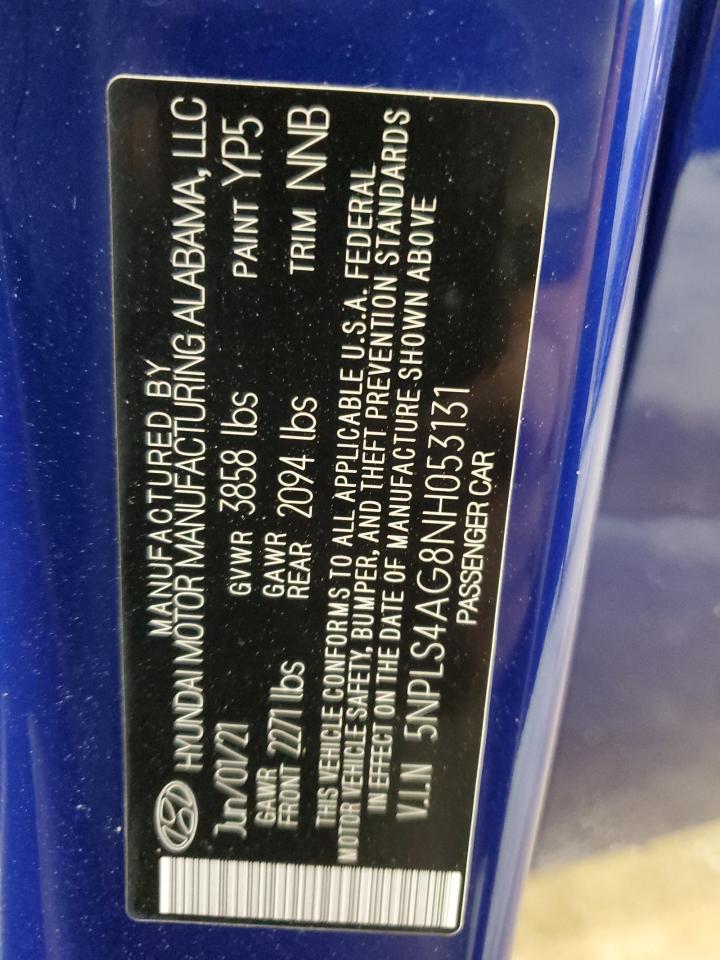 MANUFACTURED BY
HYUNDAI MOTOR MANUFACTURING ALABAMA, LLC
Jun/01/21 GVWR 3858 lbs PAINT YP5
GAWR FRONT 2271 lbs GAWR REAR 2094 lbs TRIM NNB
THIS VEHICLE CONFORMS TO ALL APPLICABLE U.S.A. FEDERAL
MOTOR VEHICLE SAFETY, BUMPER, AND THEFT PREVENTION STANDARDS
IN EFFECT ON THE DATE OF MANUFACTURE SHOWN ABOVE
V.I.N 5NPLS4AG8NH053131
PASSENGER CAR